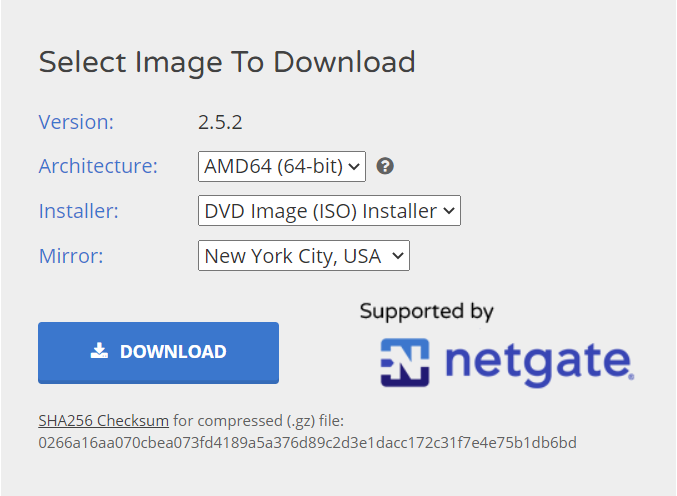 Select Image To Download
Version: 2.5.2
Architecture: AMD64 (64-bit)
Installer: DVD Image (ISO) Installer
Mirror: New York City, USA
Supported by
DOWNLOAD
netgate®
SHA256 Checksum for compressed (.gz) file:
0266a16aa070cbea073fd4189a5a376d89c2d3e1dacc172c31f7e4e75b1db6bd